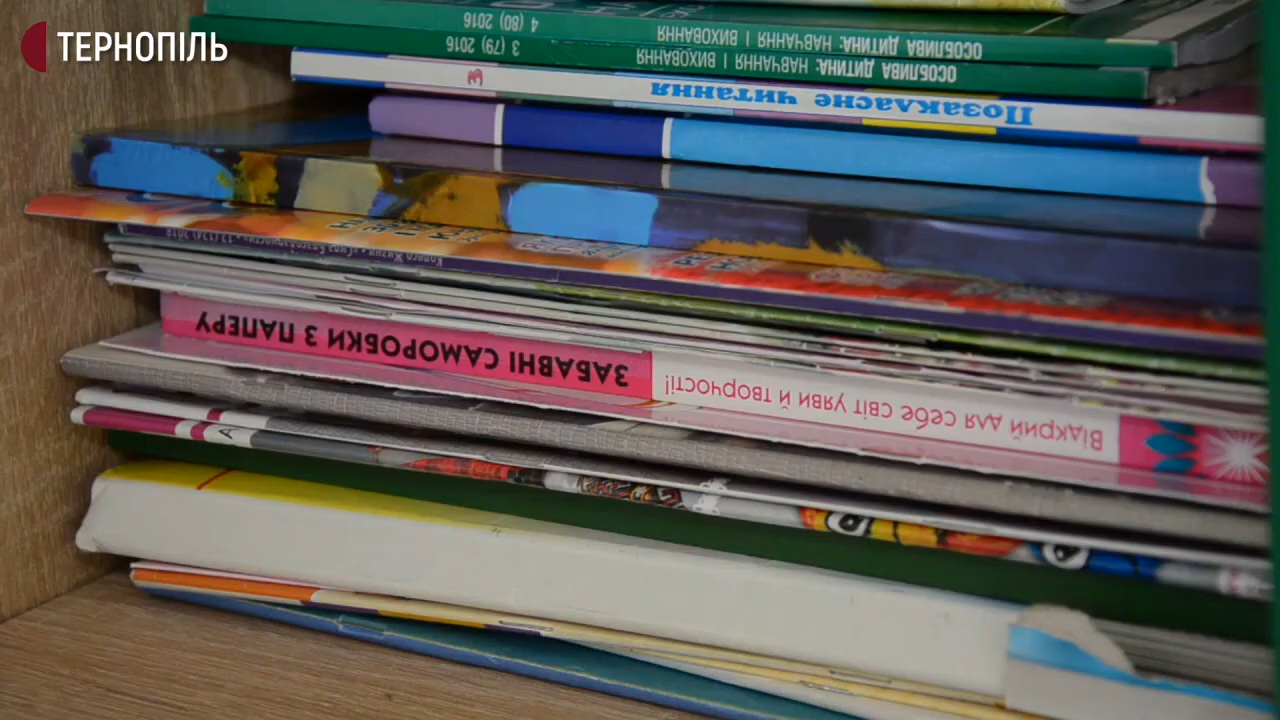 ТЕРНОПІЛЬ
ОСОБЛИВА ДИТИНА: НАВЧАННЯ І ВИХОВАННЯ 4 (80) 2016
ОСОБЛИВА ДИТИНА: НАВЧАННЯ І ВИХОВАННЯ 3 (79) 2016
Позакласне читання 3
Відкрий для себе світ уяви й творчості! ЗАБАВНІ САМОРОБКИ З ПАПЕРУ